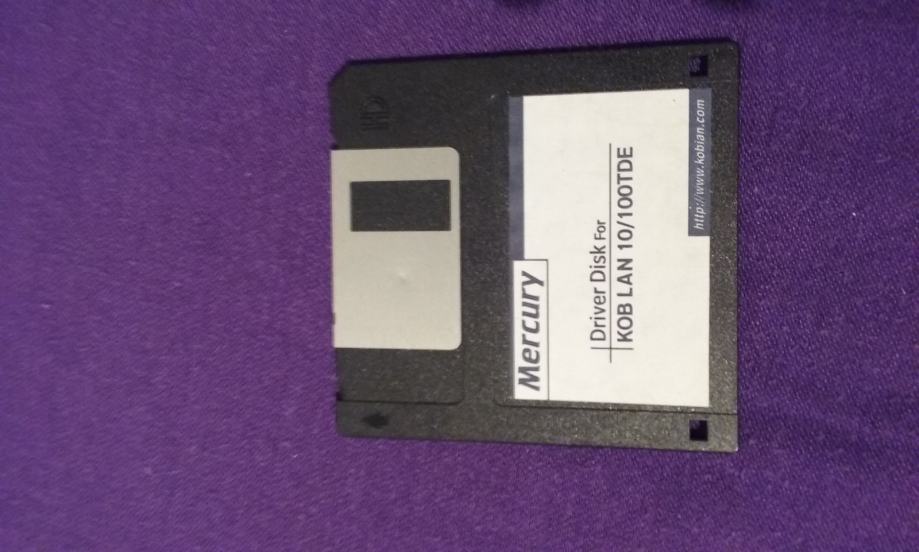 HD
Mercury
Driver Disk For
KOB LAN 10/100TDE
http://www.kobian.com